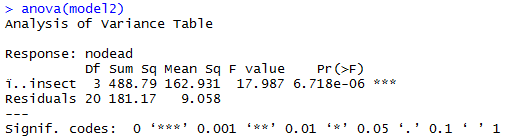 > anova(model2)
Analysis of Variance Table

Response: nodead
          Df Sum Sq Mean Sq F value    Pr(>F)
ï..insect  3 488.79 162.931  17.987 6.718e-06 ***
Residuals 20 181.17   9.058
---
Signif. codes:  0 ‘***’ 0.001 ‘**’ 0.01 ‘*’ 0.05 ‘.’ 0.1 ‘ ’ 1